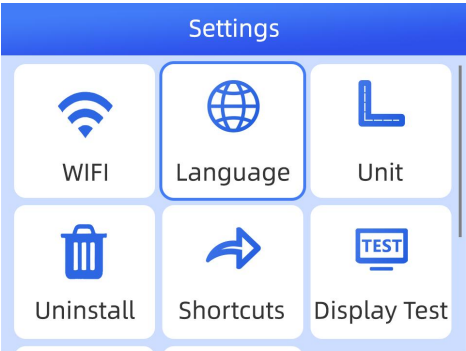 Settings
WIFI
Language
Unit
TEST
Uninstall
Shortcuts
Display Test